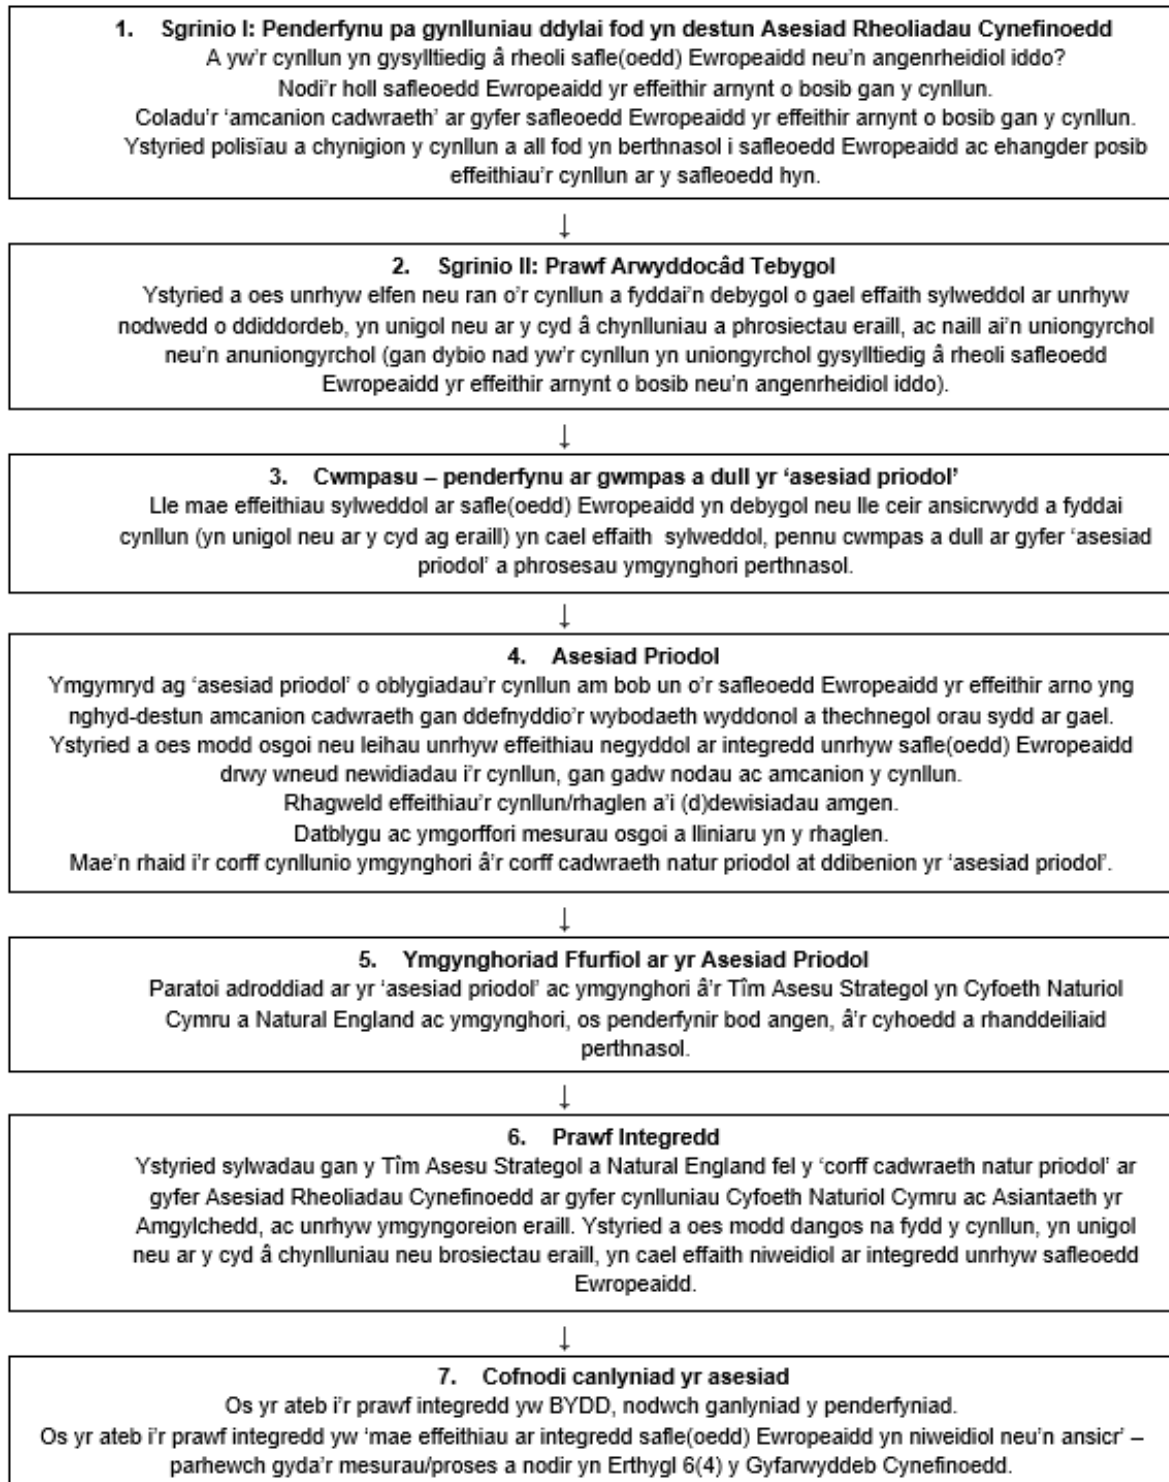 1. Sgrinio I: Penderfynu pa gynlluniau ddylai fod yn destun Asesiad Rheoliadau Cynefinoedd
A yw'r cynllun yn gysylltiedig â rheoli safle(oedd) Ewropeaidd neu'n angenrheidiol iddo?
Nodi'r holl safleoedd Ewropeaidd yr effeithir arnynt o bosib gan y cynllun.
Coladu'r 'amcanion cadwraeth' ar gyfer safleoedd Ewropeaidd yr effeithir arnynt o bosib gan y cynllun.
Ystyried polisïau a chynigion y cynllun a all fod yn berthnasol i safleoedd Ewropeaidd ac ehangder posib
effeithiau'r cynllun ar y safleoedd hyn.
↓
2. Sgrinio II: Prawf Arwyddocâd Tebygol
Ystyried a oes unrhyw elfen neu ran o'r cynllun a fyddai'n debygol o gael effaith sylweddol ar unrhyw
nodwedd o ddiddordeb, yn unigol neu ar y cyd â chynlluniau a phrosiectau eraill, ac naill ai'n uniongyrchol
neu'n anuniongyrchol (gan dybio nad yw'r cynllun yn uniongyrchol gysylltiedig â rheoli safleoedd
Ewropeaidd yr effeithir arnynt o bosib neu'n angenrheidiol iddo).
↓
3. Cwmpasu – penderfynu ar gwmpas a dull yr 'asesiad priodol'
Lle mae effeithiau sylweddol ar safle(oedd) Ewropeaidd yn debygol neu lle ceir ansicrwydd a fyddai
cynllun (yn unigol neu ar y cyd ag eraill) yn cael effaith sylweddol, pennu cwmpas a dull ar gyfer 'asesiad
priodol' a phrosesau ymgynghori perthnasol.
↓
4. Asesiad Priodol
Ymgymryd ag 'asesiad priodol' o oblygiadau'r cynllun am bob un o'r safleoedd Ewropeaidd yr effeithir arno yng
nghyd-destun amcanion cadwraeth gan ddefnyddio'r wybodaeth wyddonol a thechnegol orau sydd ar gael.
Ystyried a oes modd osgoi neu leihau unrhyw effeithiau negyddol ar integredd unrhyw safle(oedd) Ewropeaidd
drwy wneud newidiadau i'r cynllun, gan gadw nodau ac amcanion y cynllun.
Rhagweld effeithiau'r cynllun/rhaglen a'i (d)dewisiadau amgen.
Datblygu ac ymgorffori mesurau osgoi a lliniaru yn y rhaglen.
Mae'n rhaid i'r corff cynllunio ymgynghori â'r corff cadwraeth natur priodol at ddibenion yr 'asesiad priodol'.
↓
5. Ymgynghoriad Ffurfiol ar yr Asesiad Priodol
Paratoi adroddiad ar yr 'asesiad priodol' ac ymgynghori â'r Tîm Asesu Strategol yn Cyfoeth Naturiol
Cymru a Natural England ac ymgynghori, os penderfynir bod angen, â'r cyhoedd a rhanddeiliaid
perthnasol.
↓
6. Prawf Integredd
Ystyried sylwadau gan y Tîm Asesu Strategol a Natural England fel y 'corff cadwraeth natur priodol' ar
gyfer Asesiad Rheoliadau Cynefinoedd ar gyfer cynlluniau Cyfoeth Naturiol Cymru ac Asiantaeth yr
Amgylchedd, ac unrhyw ymgyngoreion eraill. Ystyried a oes modd dangos na fydd y cynllun, yn unigol
neu ar y cyd â chynlluniau neu brosiectau eraill, yn cael effaith niweidiol ar integredd unrhyw safleoedd
Ewropeaidd.
↓
7. Cofnodi canlyniad yr asesiad
Os yr ateb i'r prawf integredd yw BYDD, nodwch ganlyniad y penderfyniad.
Os yr ateb i'r prawf integredd yw 'mae effeithiau ar integredd safle(oedd) Ewropeaidd yn niweidiol neu'n ansicr' –
parhewch gyda'r mesurau/proses a nodir yn Erthygl 6(4) y Gyfarwyddeb Cynefinoedd.